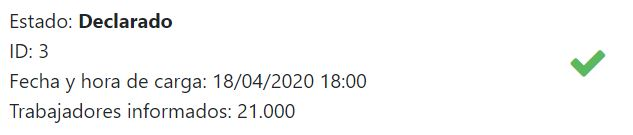 Estado: Declarado
ID: 3
Fecha y hora de carga: 18/04/2020 18:00
Trabajadores informados: 21.000